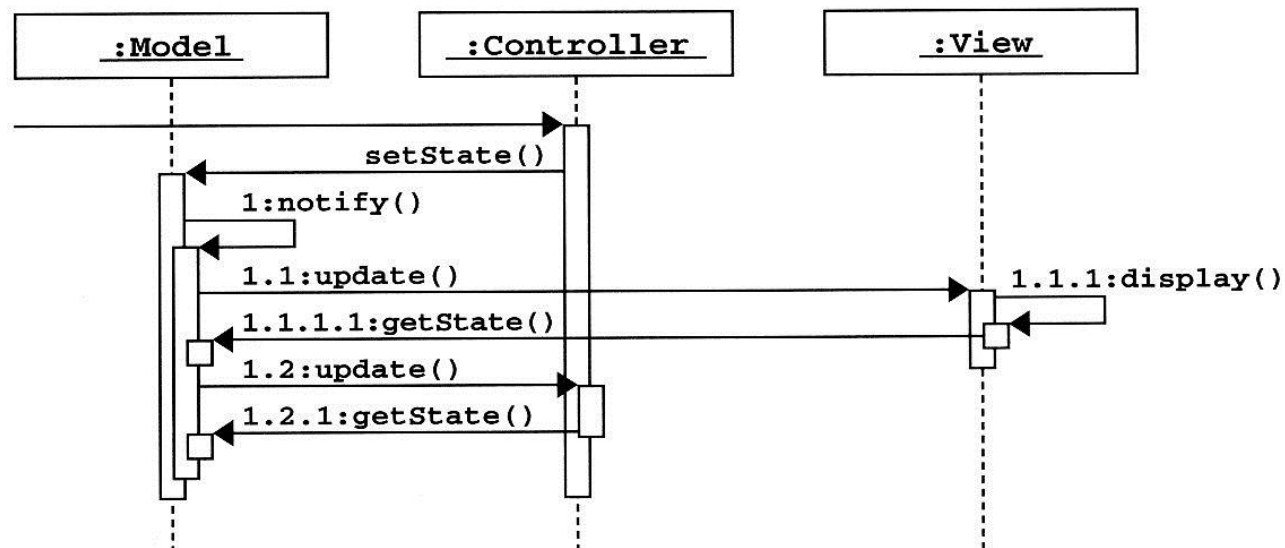 :Model
:Controller
:View
setState()
1:notify()
1.1:update()
1.1.1:display()
1.1.1.1:getState()
1.2:update()
1.2.1:getState()